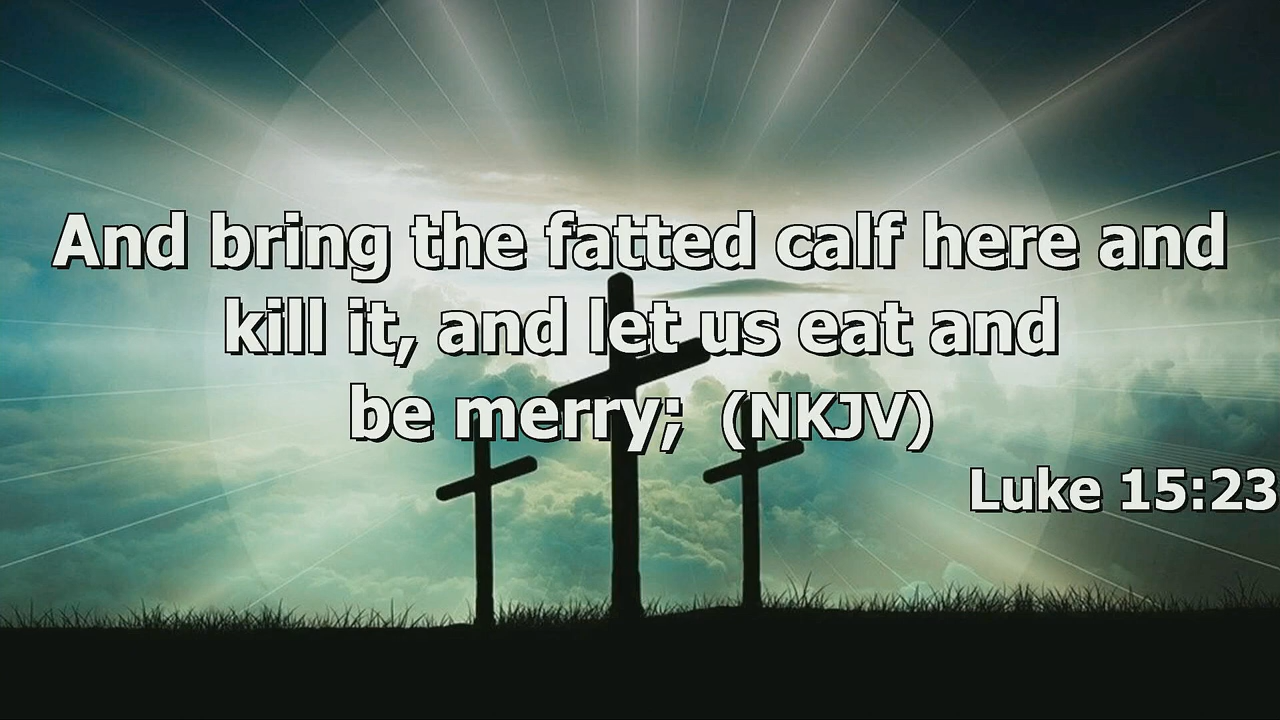 And bring the fatted calf here and
kill it, and let us eat and
be merry; (NKJV)
Luke 15:23